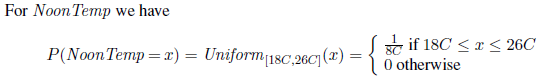 For NoonTemp we have
P(NoonTemp = x) = Uniform[18C,26C](x) = { 1/8C if 18C ≤ x ≤ 26C
0 otherwise